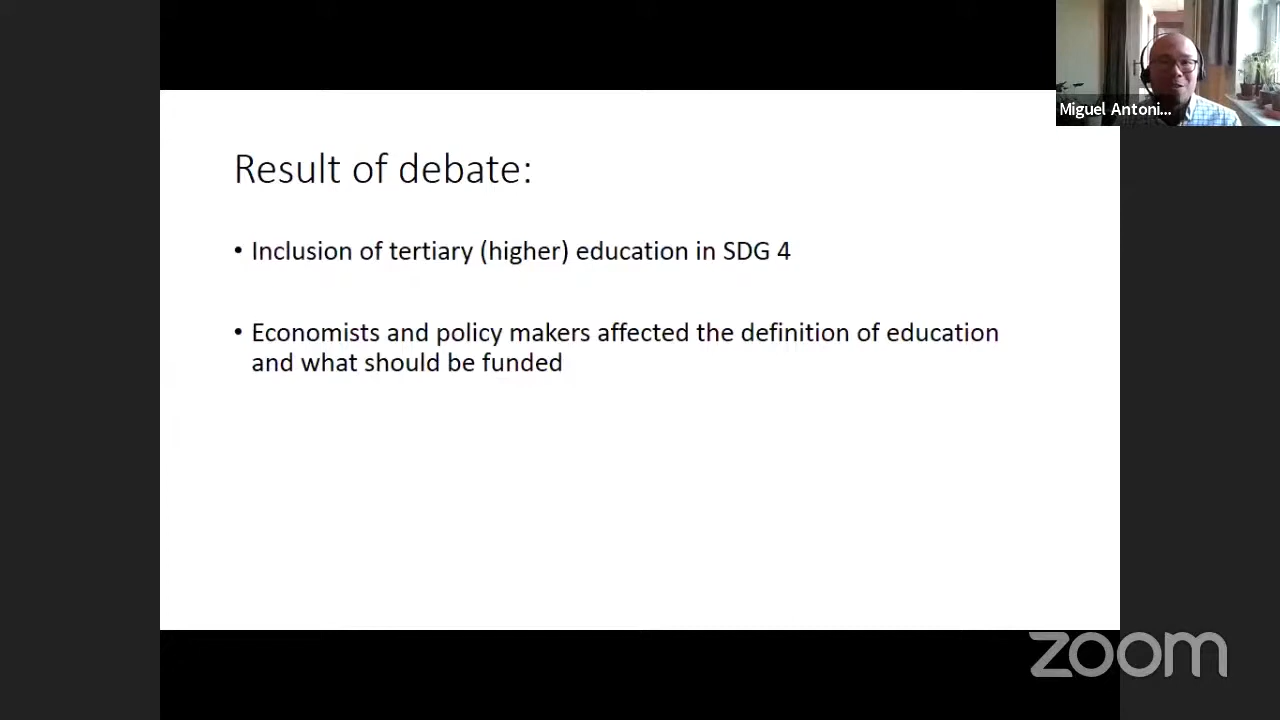 Miguel Antoni...
Result of debate:
• Inclusion of tertiary (higher) education in SDG 4
• Economists and policy makers affected the definition of education
and what should be funded
zoom